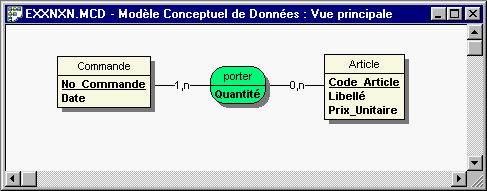 EXXNXN.MCD - Modèle Conceptuel de Données : Vue principale
Commande
No_Commande
Date
1,n
porter
Quantité
0,n
Article
Code_Article
Libellé
Prix_Unitaire